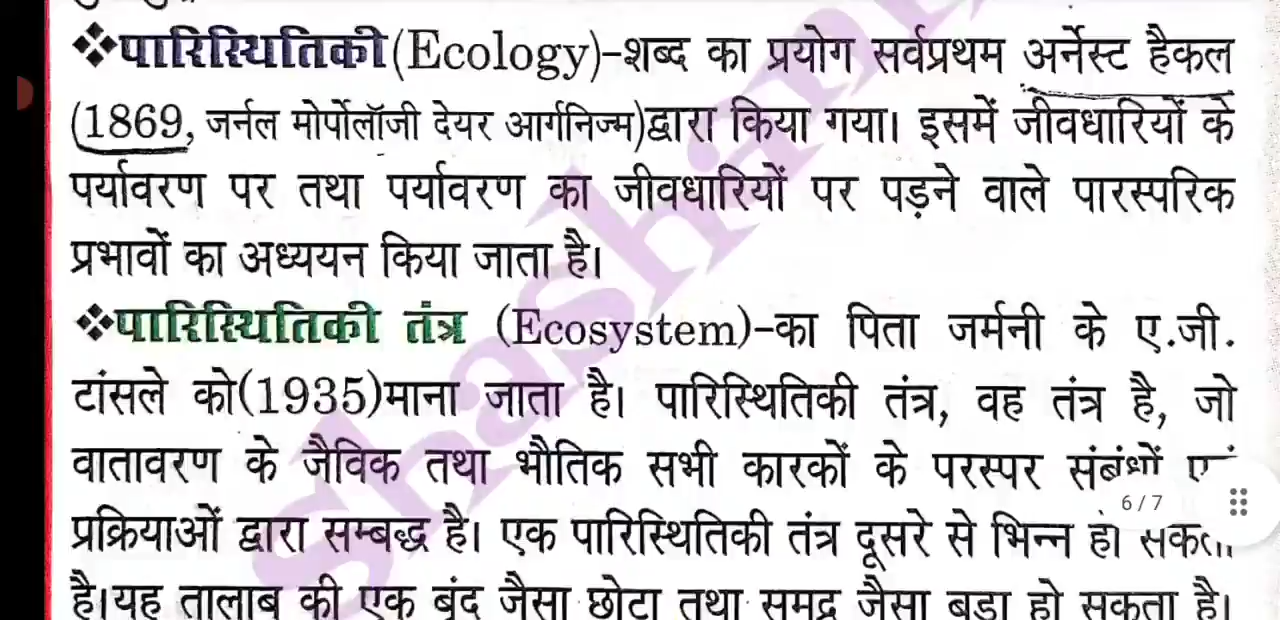 ❖पारिस्थितिकी(Ecology)-शब्द का प्रयोग सर्वप्रथम अर्नेस्ट हैकल
(1869, जर्नल मोर्पोलॉजी देयर आर्गनिज्म)द्वारा किया गया। इसमें जीवधारियों के
पर्यावरण पर तथा पर्यावरण का जीवधारियों पर पड़ने वाले पारस्परिक
प्रभावों का अध्ययन किया जाता है।
❖पारिस्थितिकी तंत्र (Ecosystem)-का पिता जर्मनी के ए.जी.
टांसले को(1935)माना जाता है। पारिस्थितिकी तंत्र, वह तंत्र है, जो
वातावरण के जैविक तथा भौतिक सभी कारकों के परस्पर संबंधों
6/7
प्रक्रियाओं द्वारा सम्बद्ध है। एक पारिस्थितिकी तंत्र दूसरे से भिन्न हो
है।यह तालाब की एक बूंद जैसा छोटा तथा समुद्र जैसा बड़ा हो सकता है।